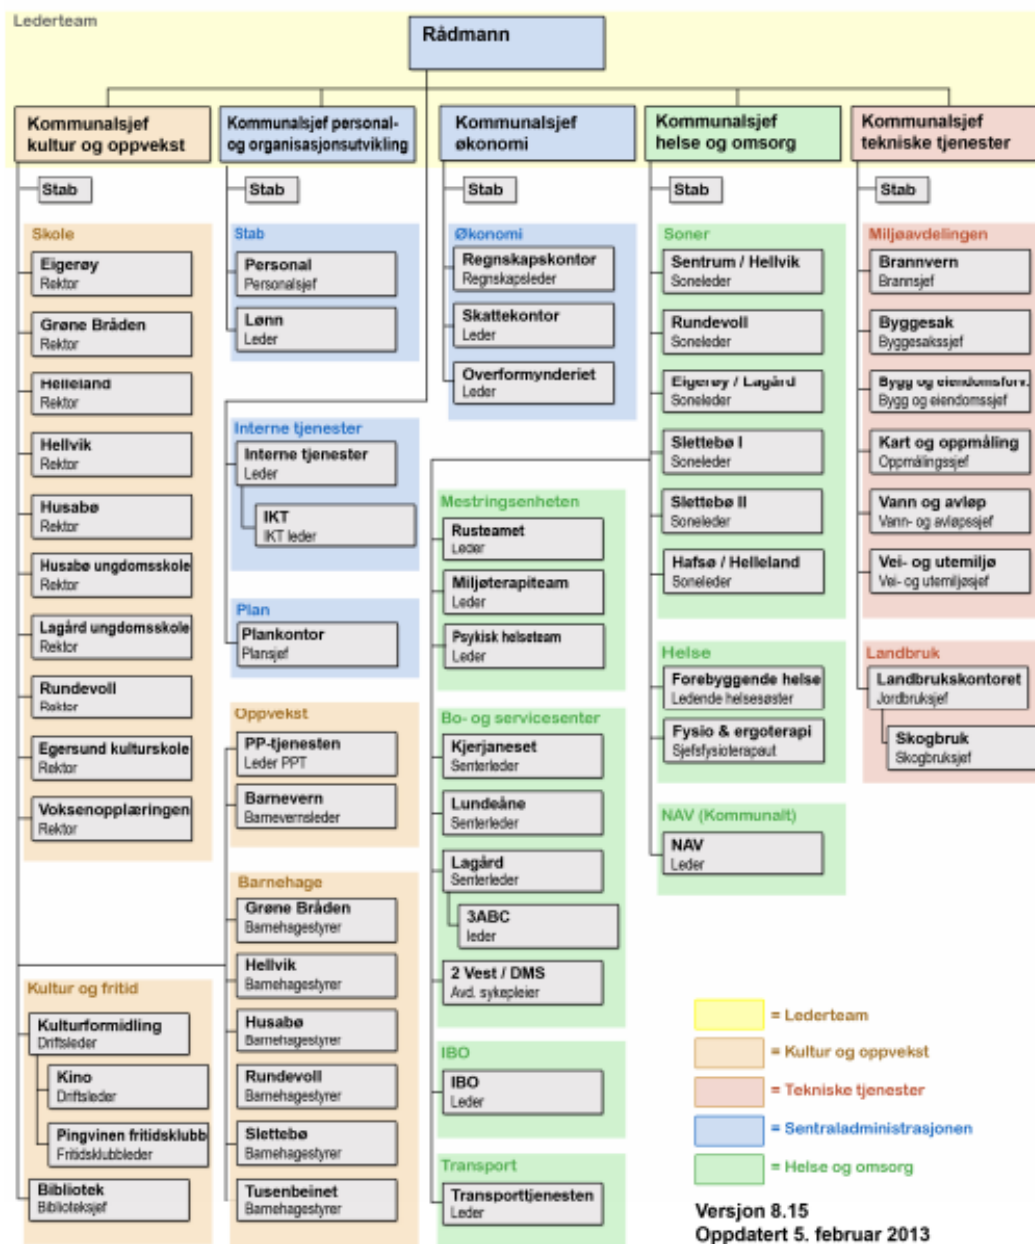 Lederteam
Rådmann
Kommunalsjef
kultur og oppvekst
Stab
Skole
Eigerøy
Rektor
Grøne Bråden
Rektor
Helleland
Rektor
Hellvik
Rektor
Husabø
Rektor
Husabø ungdomsskole
Rektor
Lagård ungdomsskole
Rektor
Rundevoll
Rektor
Egersund kulturskole
Rektor
Voksenopplæringen
Rektor
Kultur og fritid
Kulturformidling
Driftsleder
Kino
Driftsleder
Pingvinen fritidsklubb
Fritidsklubbleder
Bibliotek
Biblioteksjef
Kommunalsjef personal-
og organisasjonsutvikling
Stab
Stab
Personal
Personalsjef
Lønn
Leder
Interne tjenester
Interne tjenester
Leder
IKT
IKT leder
Plan
Plankontor
Plansjef
Oppvekst
PP-tjenesten
Leder PPT
Barnevern
Barnevernsleder
Barnehage
Grøne Bråden
Barnehagestyrer
Hellvik
Barnehagestyrer
Husabø
Barnehagestyrer
Rundevoll
Barnehagestyrer
Slettebø
Barnehagestyrer
Tusenbeinet
Barnehagestyrer
Kommunalsjef
økonomi
Stab
Økonomi
Regnskapskontor
Regnskapsleder
Skattekontor
Leder
Overformynderiet
Leder
Mestringsenheten
Rusteamet
Leder
Miljøterapiteam
Leder
Psykisk helseteam
Leder
Bo- og servicesenter
Kjerjaneset
Senterleder
Lundeåne
Senterleder
Lagård
Senterleder
3ABC
leder
2 Vest / DMS
Avd. sykepleier
IBO
IBO
Leder
Transport
Transporttjenesten
Leder
Kommunalsjef
helse og omsorg
Stab
Soner
Sentrum / Hellvik
Soneleder
Rundevoll
Soneleder
Eigerøy / Lagård
Soneleder
Slettebø I
Soneleder
Slettebø II
Soneleder
Hafsø / Helleland
Soneleder
Helse
Forebyggende helse
Ledende helsesøster
Fysio & ergoterapi
Sjefsfysioterapaut
NAV (Kommunalt)
NAV
Leder
Kommunalsjef
tekniske tjenester
Stab
Miljøavdelingen
Brannvern
Brannsjef
Byggesak
Byggesakssjef
Bygg og eiendomsforv.
Bygg og eiendomssjef
Kart og oppmåling
Oppmålingssjef
Vann og avløp
Vann- og avløpssjef
Vei- og utemiljø
Vei- og utemiljøsjef
Landbruk
Landbrukskontoret
Jordbruksjef
Skogbruk
Skogbruksjef
= Lederteam
= Kultur og oppvekst
= Tekniske tjenester
= Sentraladministrasjonen
= Helse og omsorg
Versjon 8.15
Oppdatert 5. februar 2013